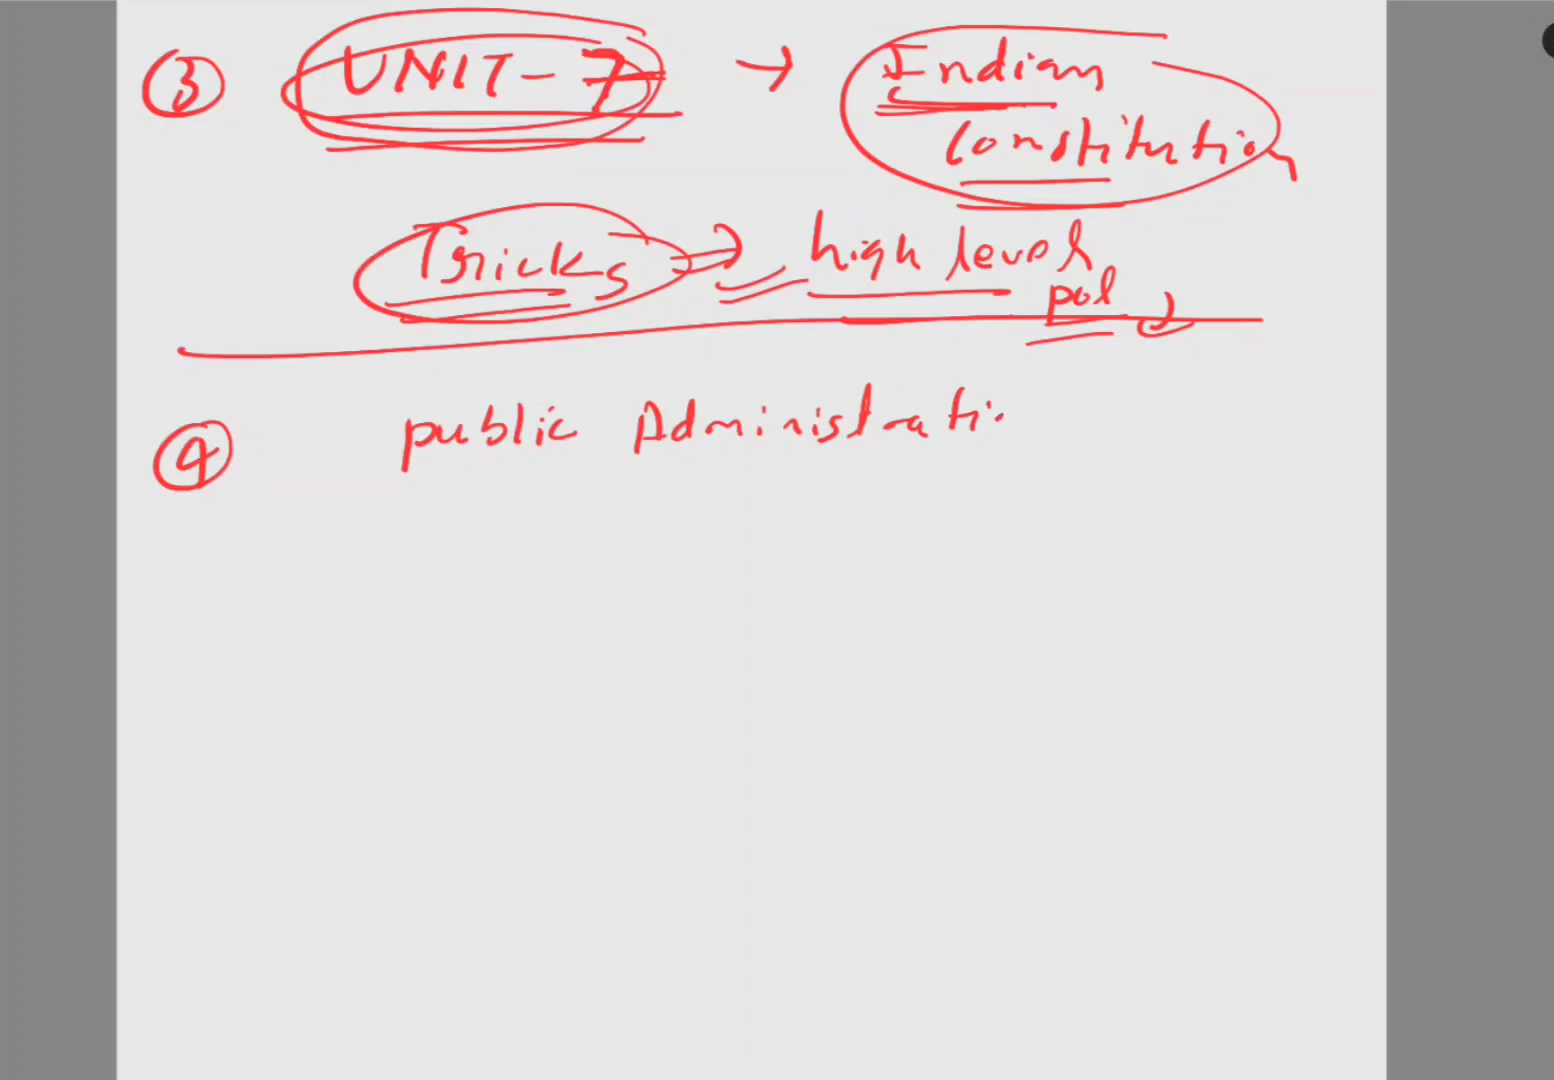 ③ UNIT-7 → Indian
Constitution
Tricks → high level
pol
④ public Administrati